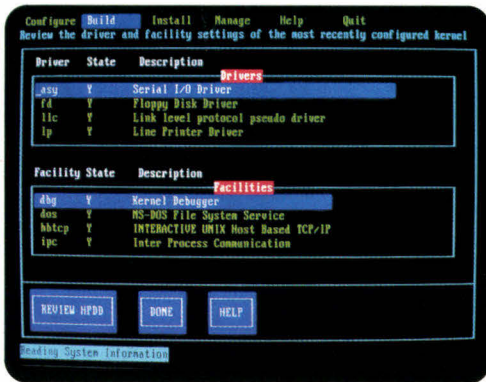 Configure Build Install Manage Help Quit
Review the driver and facility settings of the most recently configured kernel
Driver State Description
Drivers
_asy Y Serial I/O Driver
fd Y Floppy Disk Driver
llc Y Link level protocol pseudo driver
lp Y Line Printer Driver
Facility State Description
Facilities
dbg Y Kernel Debugger
dos Y MS-DOS File System Service
hbtcp Y INTERACTIVE UNIX Host Based TCP/IP
ipc Y Inter Process Communication
REVIEW HPDD DONE HELP
Reading System Information